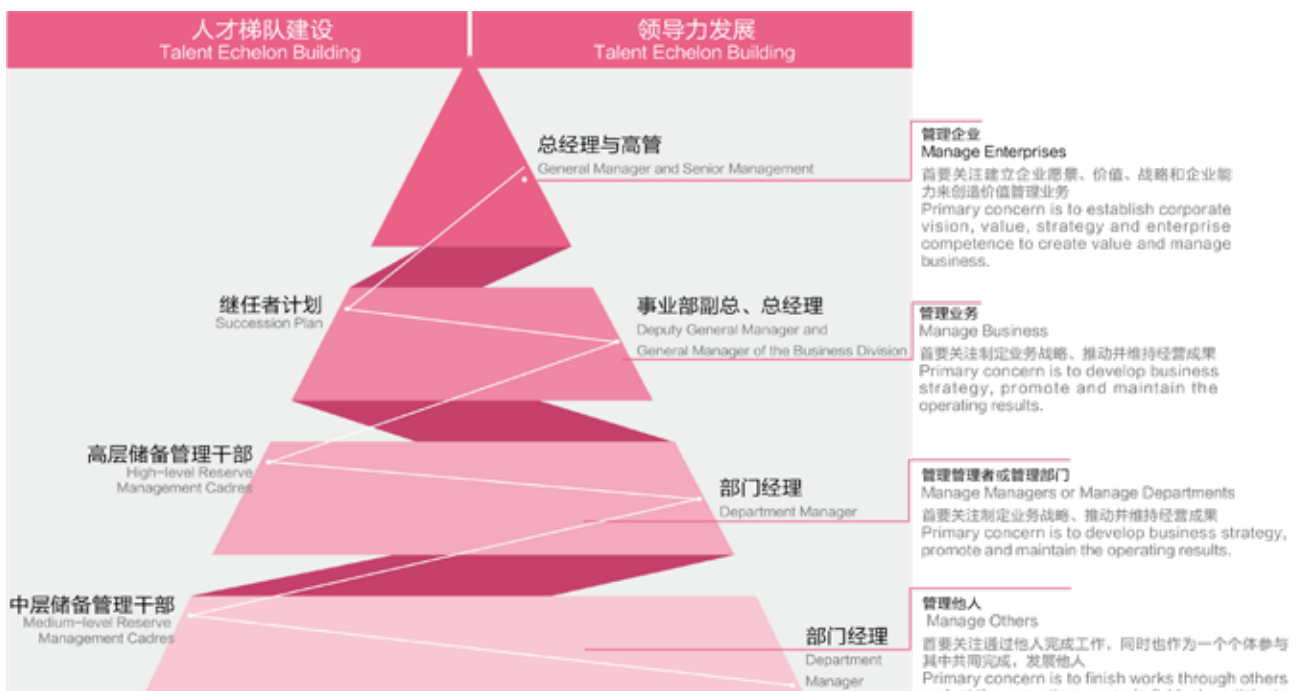 人才梯队建设
Talent Echelon Building
领导力发展
Talent Echelon Building
总经理与高管
General Manager and Senior Management
管理企业
Manage Enterprises
首要关注建立企业愿景、价值、战略和企业能
力来创造价值管理业务
Primary concern is to establish corporate
vision, value, strategy and enterprise
competence to create value and manage
business.
继任者计划
Succession Plan
事业部副总、总经理
Deputy General Manager and
General Manager of the Business Division
管理业务
Manage Business
首要关注制定业务战略、推动并维持经营成果
Primary concern is to develop business
strategy, promote and maintain the
operating results.
高层储备管理干部
High-level Reserve
Management Cadres
部门经理
Department Manager
管理管理者或管理部门
Manage Managers or Manage Departments
首要关注制定业务战略、推动并维持经营成果
Primary concern is to develop business strategy,
promote and maintain the operating results.
中层储备管理干部
Medium-level Reserve
Management Cadres
部门经理
Department
Manager
管理他人
Manage Others
首要关注通过他人完成工作，同时也作为一个个体参与
其中共同完成，发展他人
Primary concern is to finish works through others